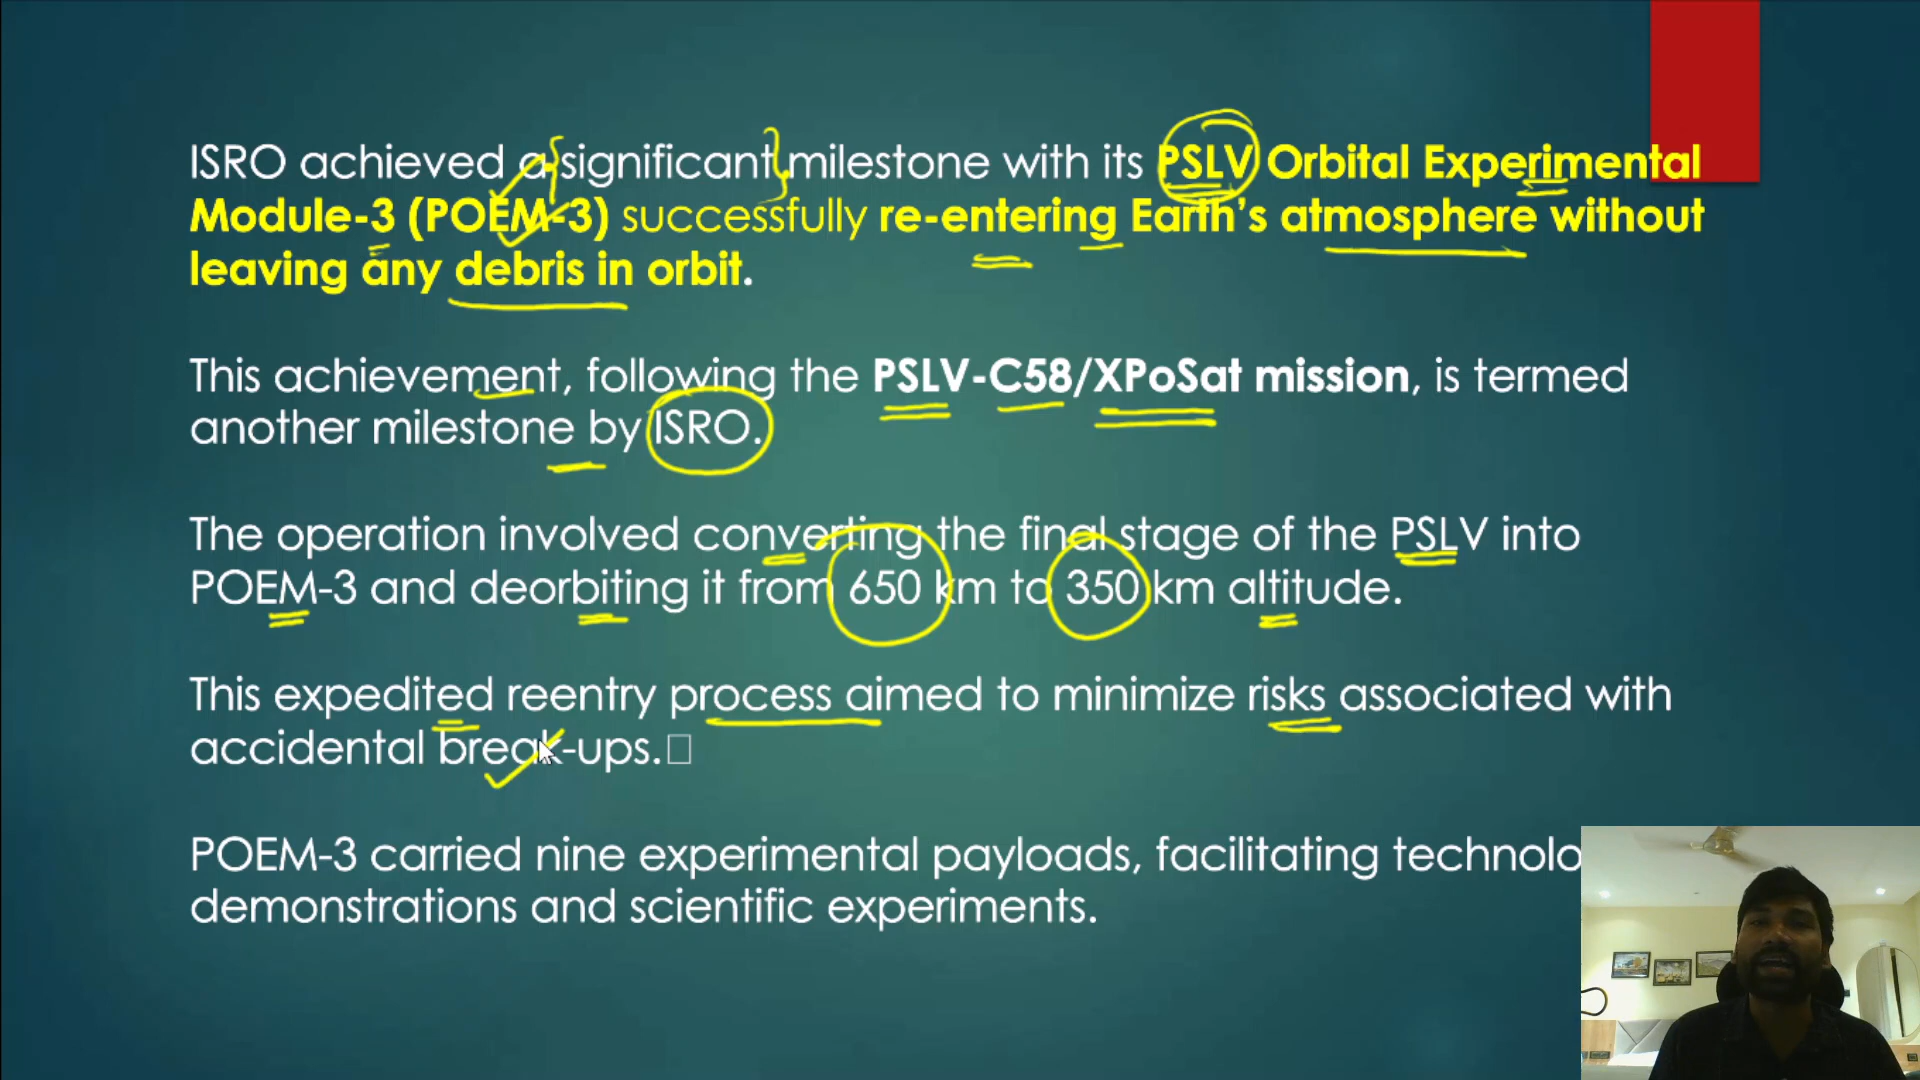 ISRO achieved a significant milestone with its PSLV Orbital Experimental
Module-3 (POEM-3) successfully re-entering Earth’s atmosphere without
leaving any debris in orbit.
This achievement, following the PSLV-C58/XPoSat mission, is termed
another milestone by ISRO.
The operation involved converting the final stage of the PSLV into
POEM-3 and deorbiting it from 650 km to 350 km altitude.
This expedited reentry process aimed to minimize risks associated with
accidental break-ups.
POEM-3 carried nine experimental payloads, facilitating technolo
demonstrations and scientific experiments.